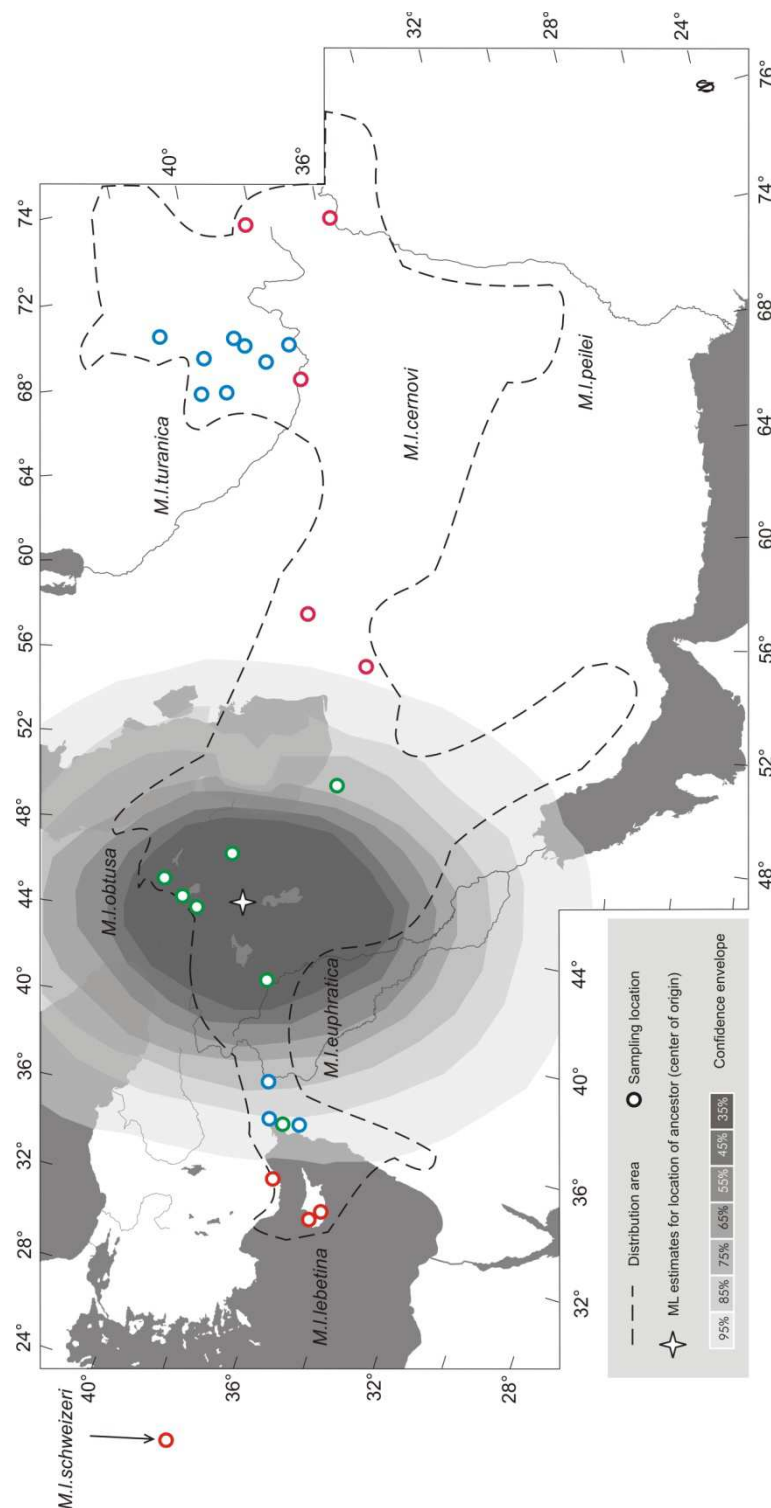 M.l.schweizeri
24°
28°
32°
36°
40°
44°
48°
52°
56°
60°
64°
68°
72°
74°
40°
36°
32°
28°
40°
36°
32°
28°
24°
M.l.lebetina
M.l.euphratica
M.l.obtusa
M.l.turanica
M.l.cernovi
M.l.peilei
32°
36°
40°
44°
48°
52°
56°
60°
64°
68°
74°
76°
Distribution area
Sampling location
ML estimates for location of ancestor (center of origin)
95% 85% 75% 65% 55% 45% 35%
Confidence envelope